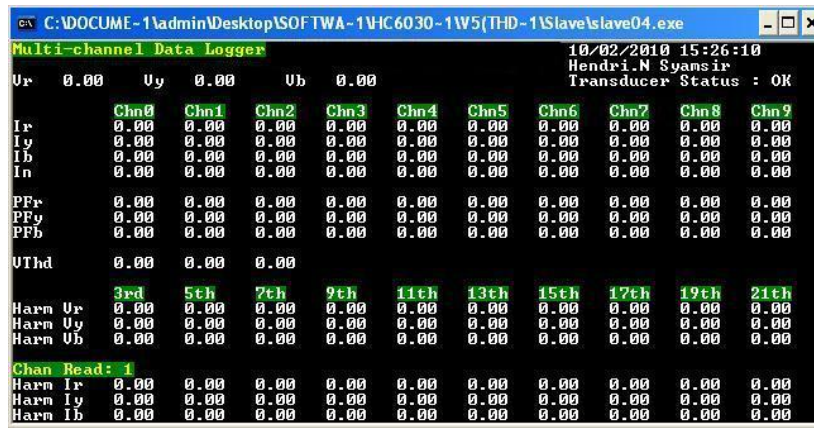 C:\DOCUME~1\admin\Desktop\SOFTWA~1\HC6030~1\V5(THD~1\Slave\slave04.exe
Multi-channel Data Logger 10/02/2010 15:26:10
Hendri.N Syamsir
Vr 0.00 Vy 0.00 Vb 0.00 Transducer Status : OK
Chn0 Chn1 Chn2 Chn3 Chn4 Chn5 Chn6 Chn7 Chn8 Chn9
Ir 0.00 0.00 0.00 0.00 0.00 0.00 0.00 0.00 0.00 0.00
Iy 0.00 0.00 0.00 0.00 0.00 0.00 0.00 0.00 0.00 0.00
Ib 0.00 0.00 0.00 0.00 0.00 0.00 0.00 0.00 0.00 0.00
In 0.00 0.00 0.00 0.00 0.00 0.00 0.00 0.00 0.00 0.00
PFr 0.00 0.00 0.00 0.00 0.00 0.00 0.00 0.00 0.00 0.00
PFy 0.00 0.00 0.00 0.00 0.00 0.00 0.00 0.00 0.00 0.00
PFb 0.00 0.00 0.00 0.00 0.00 0.00 0.00 0.00 0.00 0.00
VThd 0.00 0.00 0.00
3rd 5th 7th 9th 11th 13th 15th 17th 19th 21th
Harm Vr 0.00 0.00 0.00 0.00 0.00 0.00 0.00 0.00 0.00 0.00
Harm Vy 0.00 0.00 0.00 0.00 0.00 0.00 0.00 0.00 0.00 0.00
Harm Vb 0.00 0.00 0.00 0.00 0.00 0.00 0.00 0.00 0.00 0.00
Chan Read: 1
Harm Ir 0.00 0.00 0.00 0.00 0.00 0.00 0.00 0.00 0.00 0.00
Harm Iy 0.00 0.00 0.00 0.00 0.00 0.00 0.00 0.00 0.00 0.00
Harm Ib 0.00 0.00 0.00 0.00 0.00 0.00 0.00 0.00 0.00 0.00